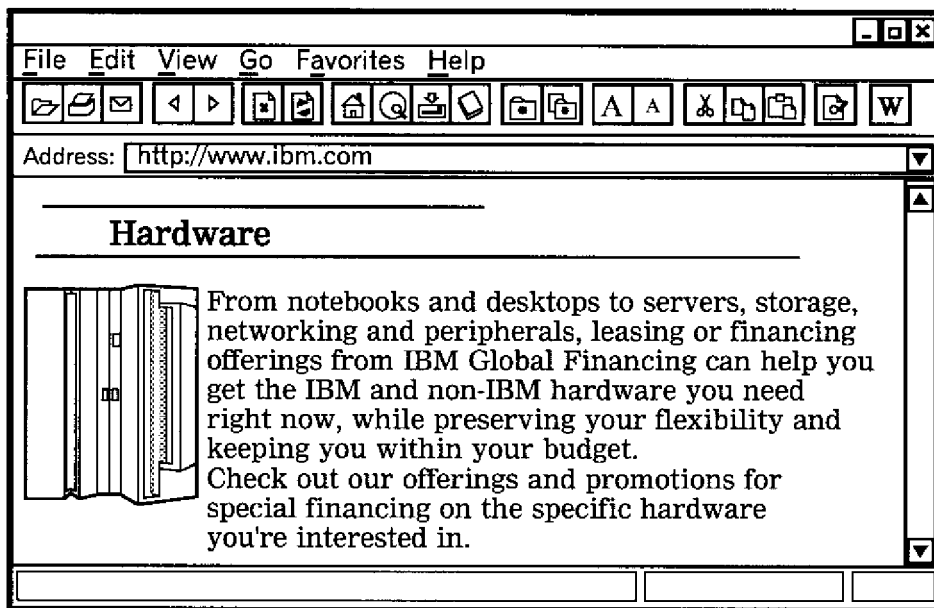 File Edit View Go Favorites Help
A A W
Address: http://www.ibm.com
Hardware
From notebooks and desktops to servers, storage,
networking and peripherals, leasing or financing
offerings from IBM Global Financing can help you
get the IBM and non-IBM hardware you need
right now, while preserving your flexibility and
keeping you within your budget.
Check out our offerings and promotions for
special financing on the specific hardware
you're interested in.